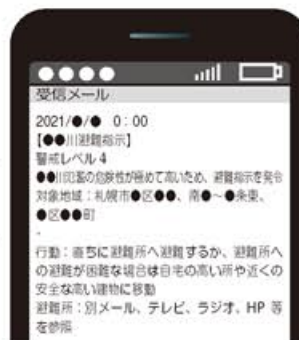 受信メール
2021/●/● 0:00
【●●川避難指示】
警戒レベル4
●●川氾濫の危険性が極めて高いため、避難指示を発令
対象地域：札幌市●区●●、南●～●条東、
●区●●町
.
行動：直ちに避難所へ避難するか、避難所へ
の避難が困難な場合は自宅の高い所や近くの
安全な高い建物に移動
避難所：別メール、テレビ、ラジオ、HP 等
を参照